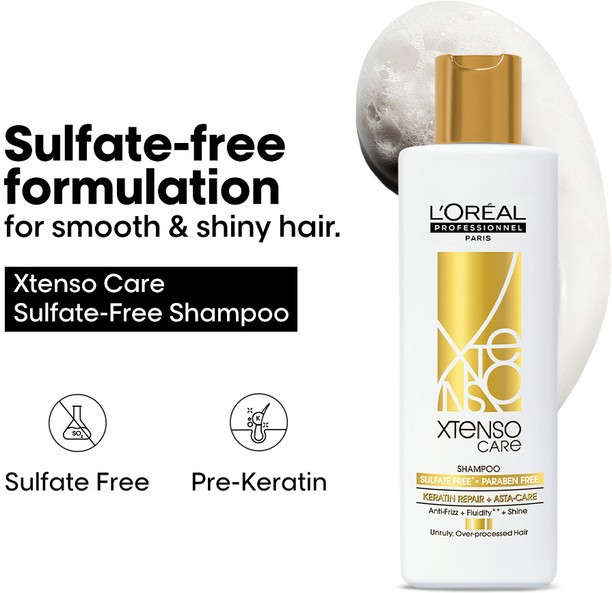 Sulfate-free
formulation
for smooth & shiny hair.
Xtenso Care
Sulfate-Free Shampoo
SO₄
K
Sulfate Free
Pre-Keratin
L'ORÉAL
PROFESSIONNEL
PARIS
XTENSO
XTENSO
CARE
SHAMPOO
SULFATE FREE* • PARABEN FREE
KERATIN REPAIR + ASTA-CARE
Anti-Frizz + Fluidity** + Shine
Unruly, Over-processed Hair